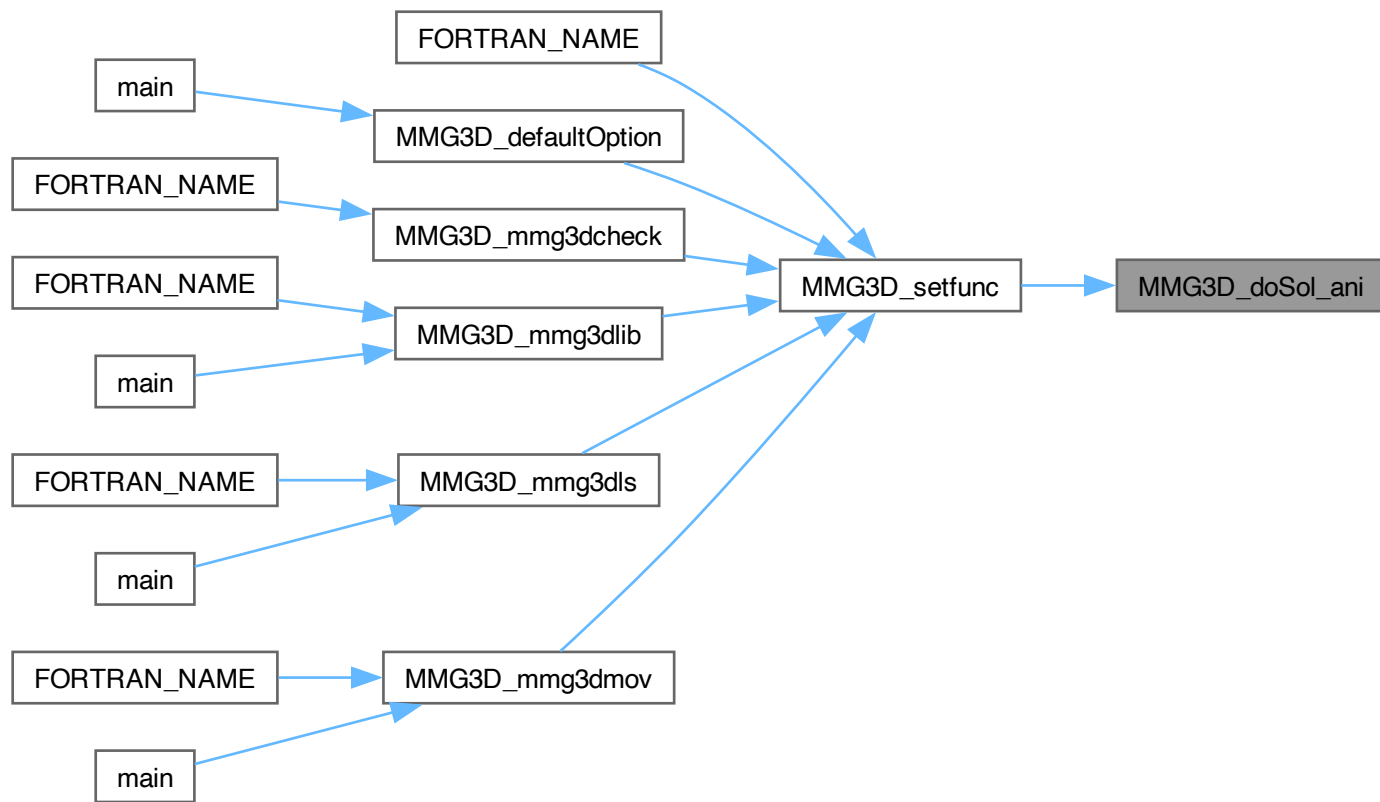 FORTRAN_NAME
main
MMG3D_defaultOption
FORTRAN_NAME
MMG3D_mmg3dcheck
FORTRAN_NAME
MMG3D_setfunc
MMG3D_doSol_ani
MMG3D_mmg3dlib
main
FORTRAN_NAME
MMG3D_mmg3dls
main
FORTRAN_NAME
MMG3D_mmg3dmov
main